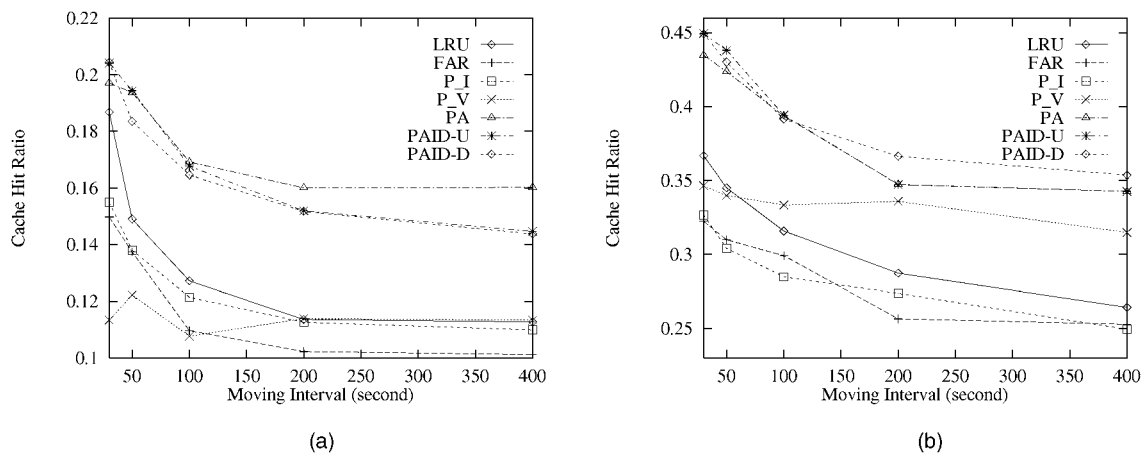 0.22
0.2
0.18
0.16
0.14
0.12
0.1
Cache Hit Ratio
LRU
FAR
P_I
P_V
PA
PAID-U
PAID-D
50 100 150 200 250 300 350 400
Moving Interval (second)
(a)
0.45
0.4
0.35
0.3
0.25
Cache Hit Ratio
LRU
FAR
P_I
P_V
PA
PAID-U
PAID-D
50 100 150 200 250 300 350 400
Moving Interval (second)
(b)